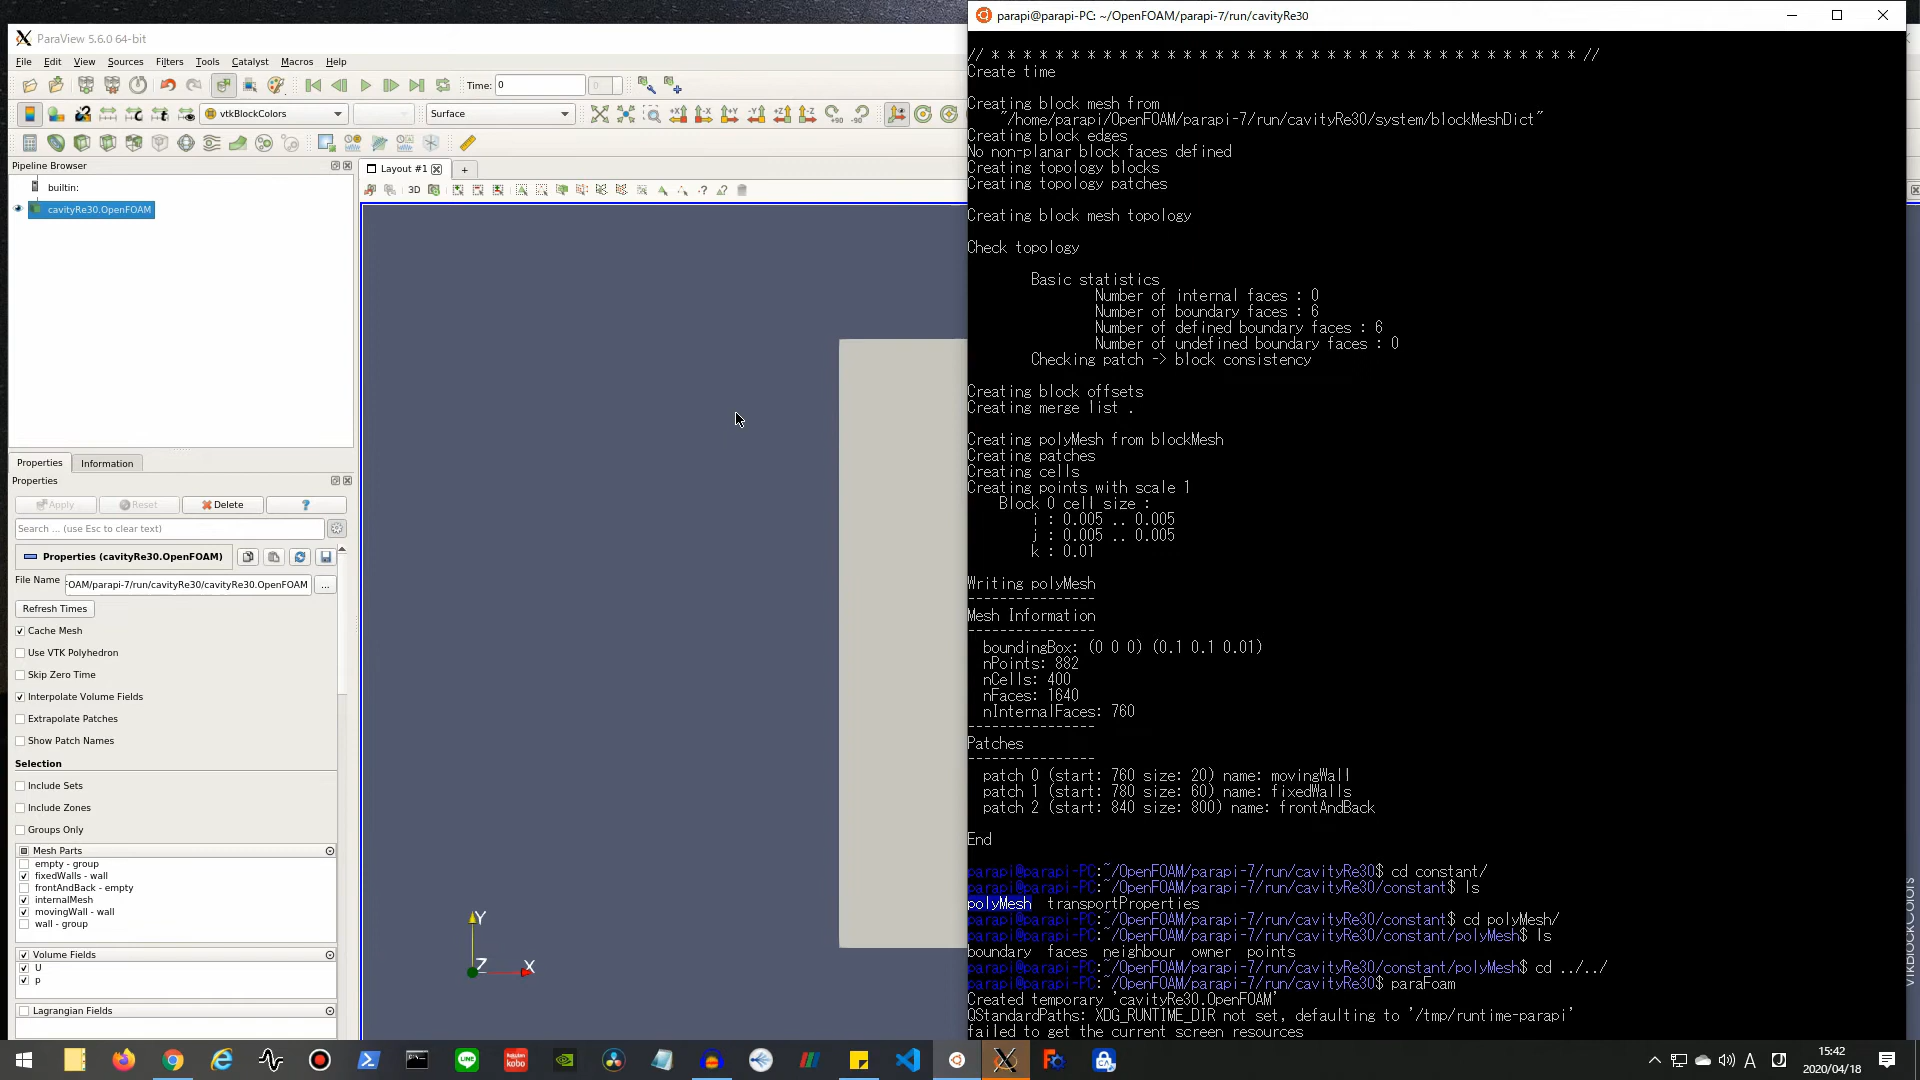 ParaView 5.6.0 64-bit
File Edit View Sources Filters Tools Catalyst Macros Help
Time: 0 0
vtkBlockColors Surface
Pipeline Browser
builtin:
cavityRe30.OpenFOAM
Layout #1 +
3D
Properties Information
Properties
Apply Reset Delete ?
Search ... (use Esc to clear text)
Properties (cavityRe30.OpenFOAM)
File Name OAM/parapi-7/run/cavityRe30/cavityRe30.OpenFOAM ...
Refresh Times
Cache Mesh
Use VTK Polyhedron
Skip Zero Time
Interpolate Volume Fields
Extrapolate Patches
Show Patch Names
Selection
Include Sets
Include Zones
Groups Only
Mesh Parts
empty - group
fixedWalls - wall
frontAndBack - empty
internalMesh
movingWall - wall
wall - group
Volume Fields
U
p
Lagrangian Fields
Y
Z X
parapi@parapi-PC: ~/OpenFOAM/parapi-7/run/cavityRe30
// * * * * * * * * * * * * * * * * * * * * * * * * * * * * * * * * * * * * * //
Create time
Creating block mesh from
"/home/parapi/OpenFOAM/parapi-7/run/cavityRe30/system/blockMeshDict"
Creating block edges
No non-planar block faces defined
Creating topology blocks
Creating topology patches
Creating block mesh topology
Check topology
Basic statistics
Number of internal faces : 0
Number of boundary faces : 6
Number of defined boundary faces : 6
Number of undefined boundary faces : 0
Checking patch -> block consistency
Creating block offsets
Creating merge list .
Creating polyMesh from blockMesh
Creating patches
Creating cells
Creating points with scale 1
Block 0 cell size :
i : 0.005 .. 0.005
j : 0.005 .. 0.005
k : 0.01
Writing polyMesh
----------------
Mesh Information
----------------
boundingBox: (0 0 0) (0.1 0.1 0.01)
nPoints: 882
nCells: 400
nFaces: 1640
nInternalFaces: 760
----------------
Patches
----------------
patch 0 (start: 760 size: 20) name: movingWall
patch 1 (start: 780 size: 60) name: fixedWalls
patch 2 (start: 840 size: 800) name: frontAndBack
End
parapi@parapi-PC:~/OpenFOAM/parapi-7/run/cavityRe30$ cd constant/
parapi@parapi-PC:~/OpenFOAM/parapi-7/run/cavityRe30/constant$ ls
polyMesh transportProperties
parapi@parapi-PC:~/OpenFOAM/parapi-7/run/cavityRe30/constant$ cd polyMesh/
parapi@parapi-PC:~/OpenFOAM/parapi-7/run/cavityRe30/constant/polyMesh$ ls
boundary faces neighbour owner points
parapi@parapi-PC:~/OpenFOAM/parapi-7/run/cavityRe30/constant/polyMesh$ cd ../../
parapi@parapi-PC:~/OpenFOAM/parapi-7/run/cavityRe30$ paraFoam
Created temporary 'cavityRe30.OpenFOAM'
QStandardPaths: XDG_RUNTIME_DIR not set, defaulting to '/tmp/runtime-parapi'
failed to get the current screen resources
vtkBlockColors
LINE
Rakuten kobo
A
15:42
2020/04/18